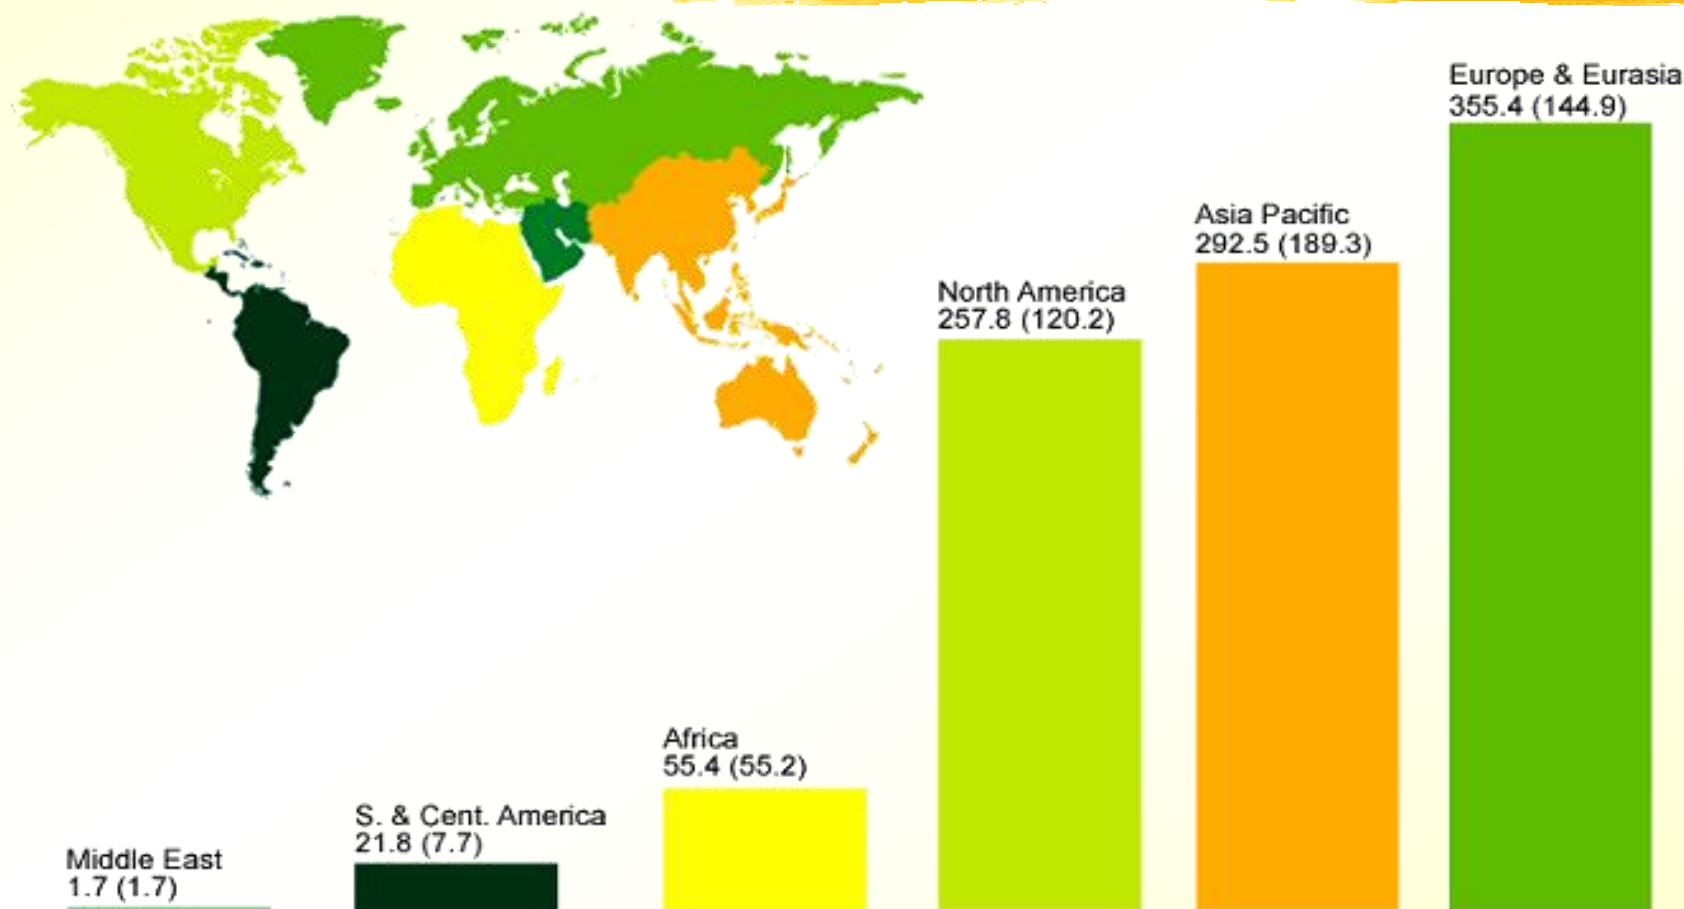 Europe & Eurasia
355.4 (144.9)
Asia Pacific
292.5 (189.3)
North America
257.8 (120.2)
Africa
55.4 (55.2)
S. & Cent. America
21.8 (7.7)
Middle East
1.7 (1.7)